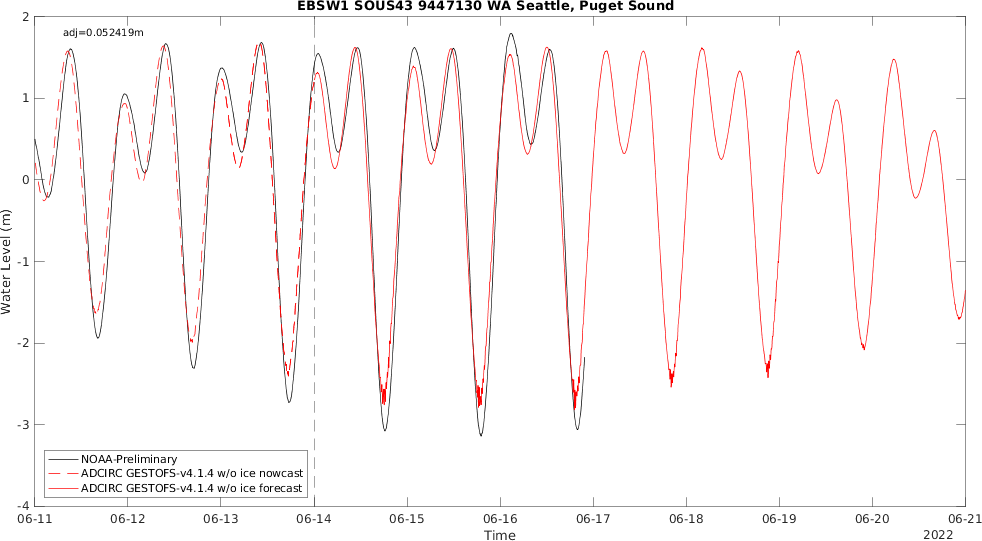 EBSW1 SOUS43 9447130 WA Seattle, Puget Sound
adj=0.052419m
2
1
0
-1
-2
-3
-4
Water Level (m)
NOAA-Preliminary
ADCIRC GESTOFS-v4.1.4 w/o ice nowcast
ADCIRC GESTOFS-v4.1.4 w/o ice forecast
06-11 06-12 06-13 06-14 06-15 06-16 06-17 06-18 06-19 06-20 06-21
Time
2022